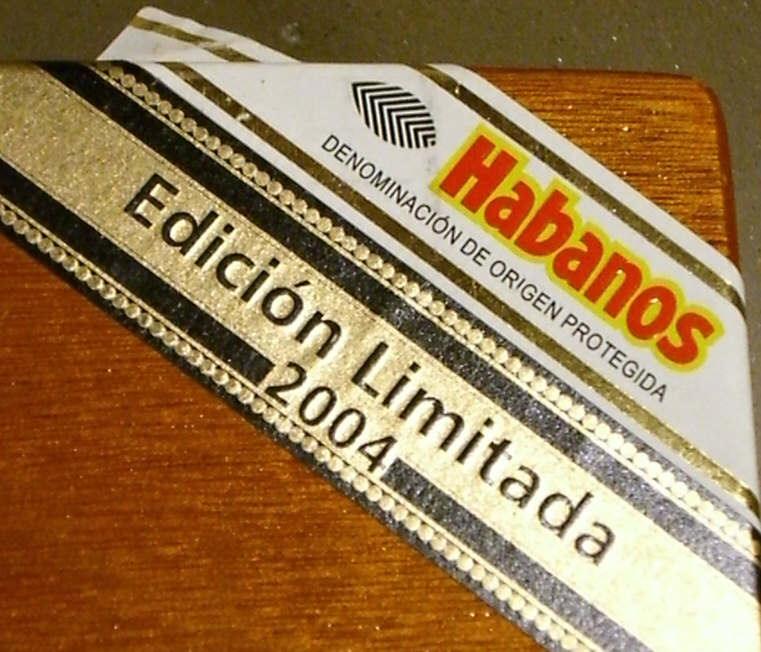 Habanos
DENOMINACIÓN DE ORIGEN PROTEGIDA
Edición Limitada
2004